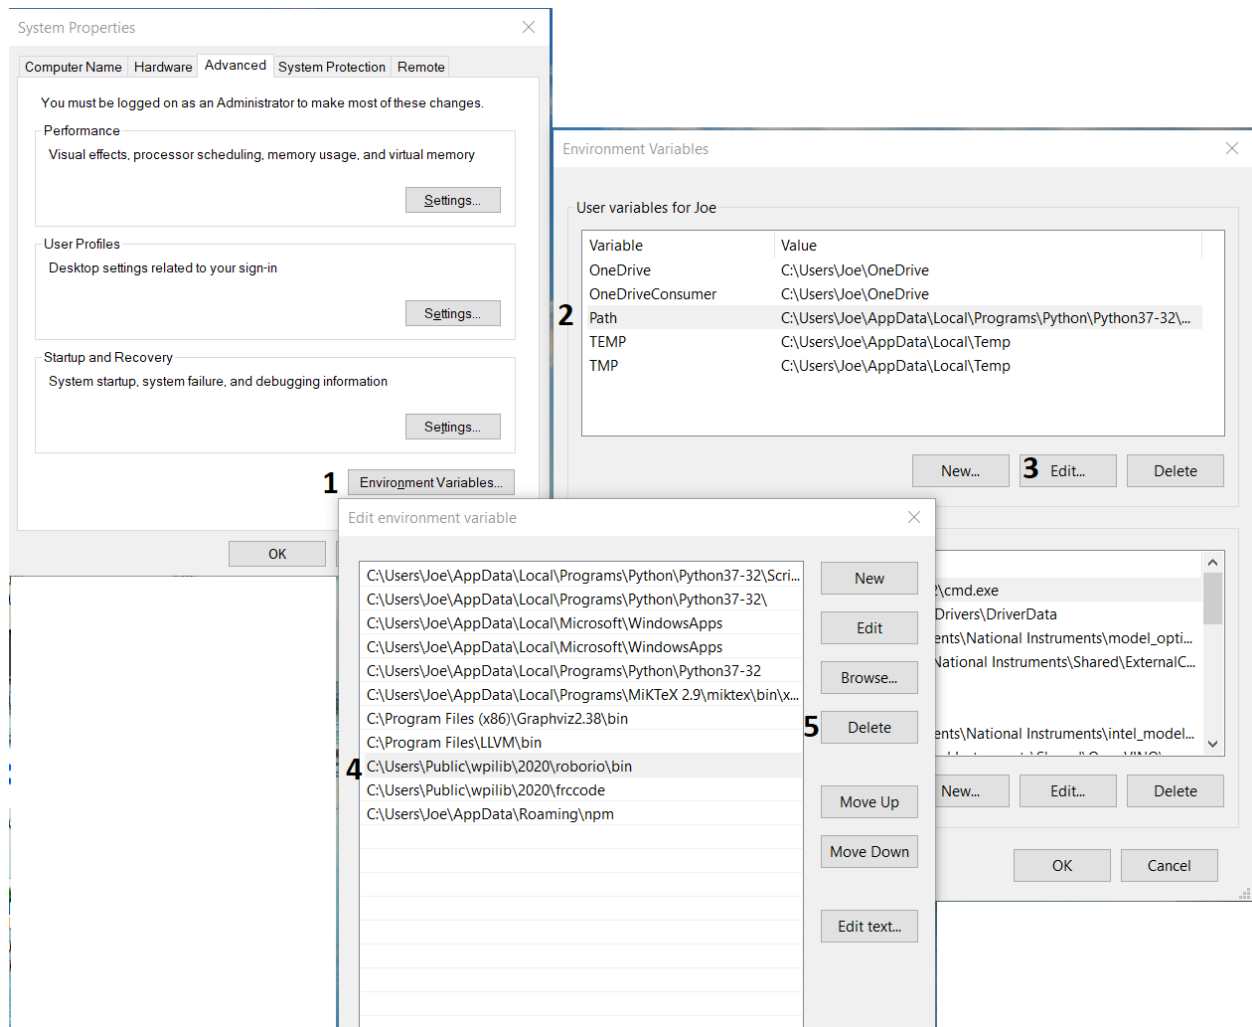 System Properties
Computer Name Hardware Advanced System Protection Remote
You must be logged on as an Administrator to make most of these changes.
Performance
Visual effects, processor scheduling, memory usage, and virtual memory
Settings...
User Profiles
Desktop settings related to your sign-in
Settings...
Startup and Recovery
System startup, system failure, and debugging information
Settings...
1 Environment Variables...
OK
Environment Variables
User variables for Joe
Variable Value
OneDrive C:\Users\Joe\OneDrive
OneDriveConsumer C:\Users\Joe\OneDrive
2 Path C:\Users\Joe\AppData\Local\Programs\Python\Python37-32\...
TEMP C:\Users\Joe\AppData\Local\Temp
TMP C:\Users\Joe\AppData\Local\Temp
New... 3 Edit... Delete
\cmd.exe
Drivers\DriverData
ents\National Instruments\model_opti...
National Instruments\Shared\ExternalC...
ents\National Instruments\intel_model...
New... Edit... Delete
OK Cancel
Edit environment variable
C:\Users\Joe\AppData\Local\Programs\Python\Python37-32\Scri...
C:\Users\Joe\AppData\Local\Programs\Python\Python37-32\
C:\Users\Joe\AppData\Local\Microsoft\WindowsApps
C:\Users\Joe\AppData\Local\Microsoft\WindowsApps
C:\Users\Joe\AppData\Local\Programs\Python\Python37-32
C:\Users\Joe\AppData\Local\Programs\MiKTeX 2.9\miktex\bin\x...
C:\Program Files (x86)\Graphviz2.38\bin
C:\Program Files\LLVM\bin
4 C:\Users\Public\wpilib\2020\roborio\bin
C:\Users\Public\wpilib\2020\frccode
C:\Users\Joe\AppData\Roaming\npm
New
Edit
Browse...
5 Delete
Move Up
Move Down
Edit text...